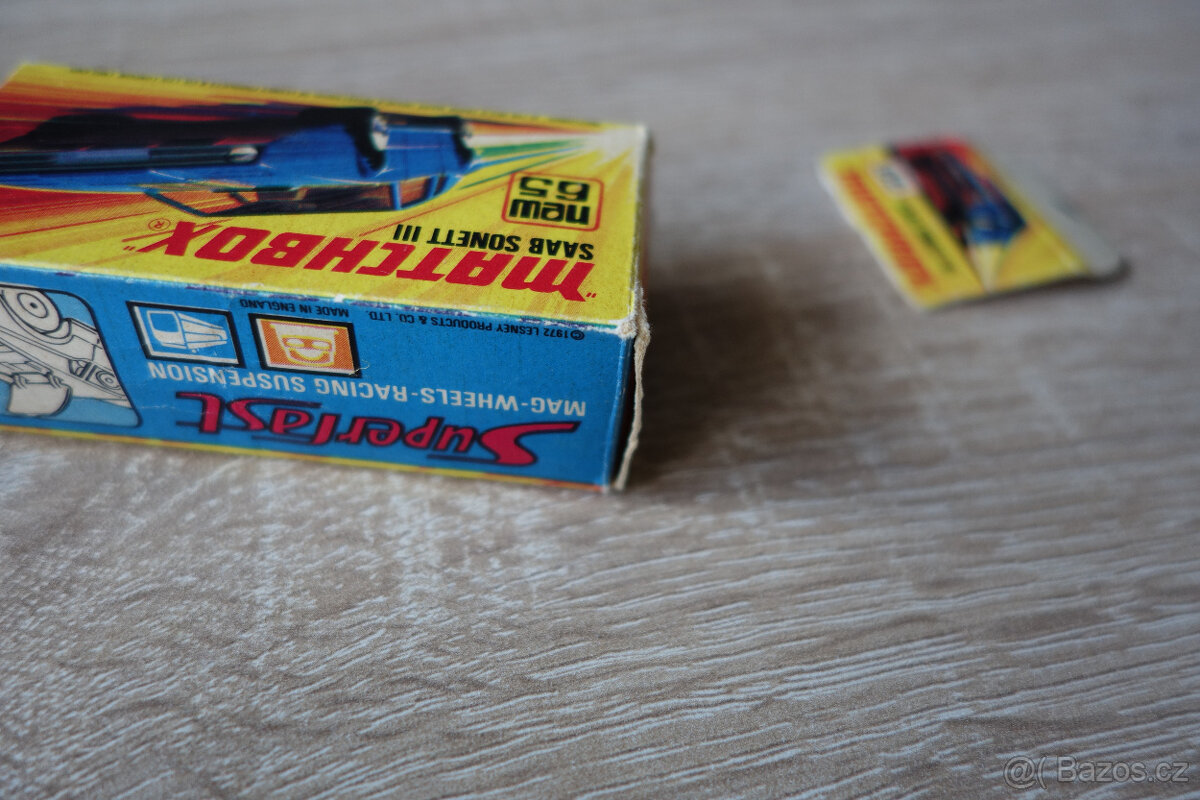 Superfast
MAG-WHEELS-RACING SUSPENSION
MADE IN ENGLAND
©1972 LESNEY PRODUCTS & CO. LTD.
"MATCHBOX"®
SAAB SONETT III
new
65
@( Bazos.cz